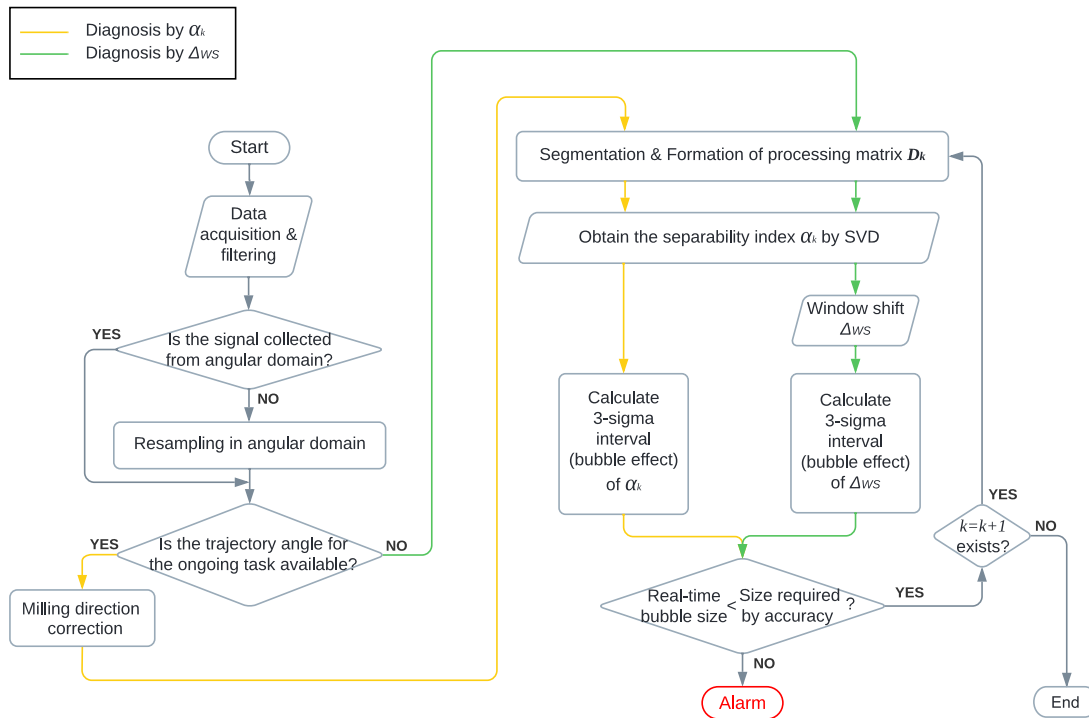 Diagnosis by αk
Diagnosis by Δws
Start
Data
acquisition &
filtering
YES
Is the signal collected
from angular domain?
NO
Resampling in angular domain
YES
Is the trajectory angle for
the ongoing task available?
NO
Milling direction
correction
Segmentation & Formation of processing matrix Dk
Obtain the separability index αk by SVD
Window shift
Δws
Calculate
3-sigma
interval
(bubble effect)
of αk
Calculate
3-sigma
interval
(bubble effect)
of Δws
Real-time
bubble size
<
Size required
by accuracy
?
YES
NO
Alarm
YES
k=k+1
exists?
NO
End